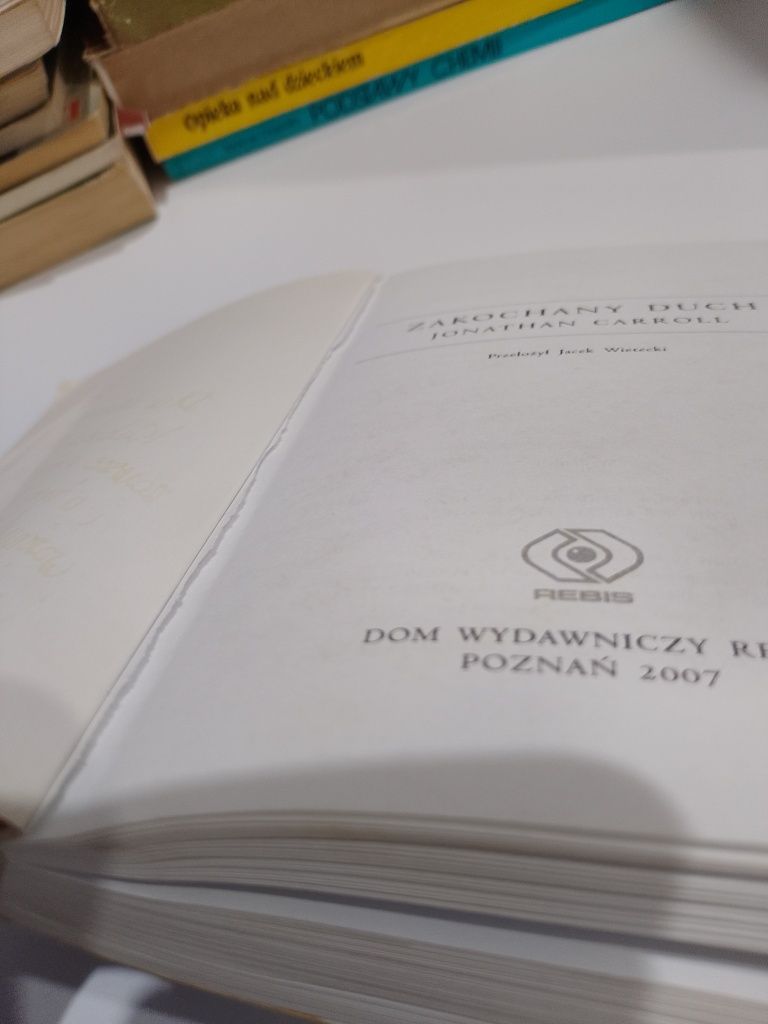 Opieka nad dzieckiem
PODSTAWY CHEMII
ZAKOCHANY DUCH
JONATHAN CARROLL
Przełożył Jacek Wietecki
REBIS
DOM WYDAWNICZY RE
POZNAŃ 2007